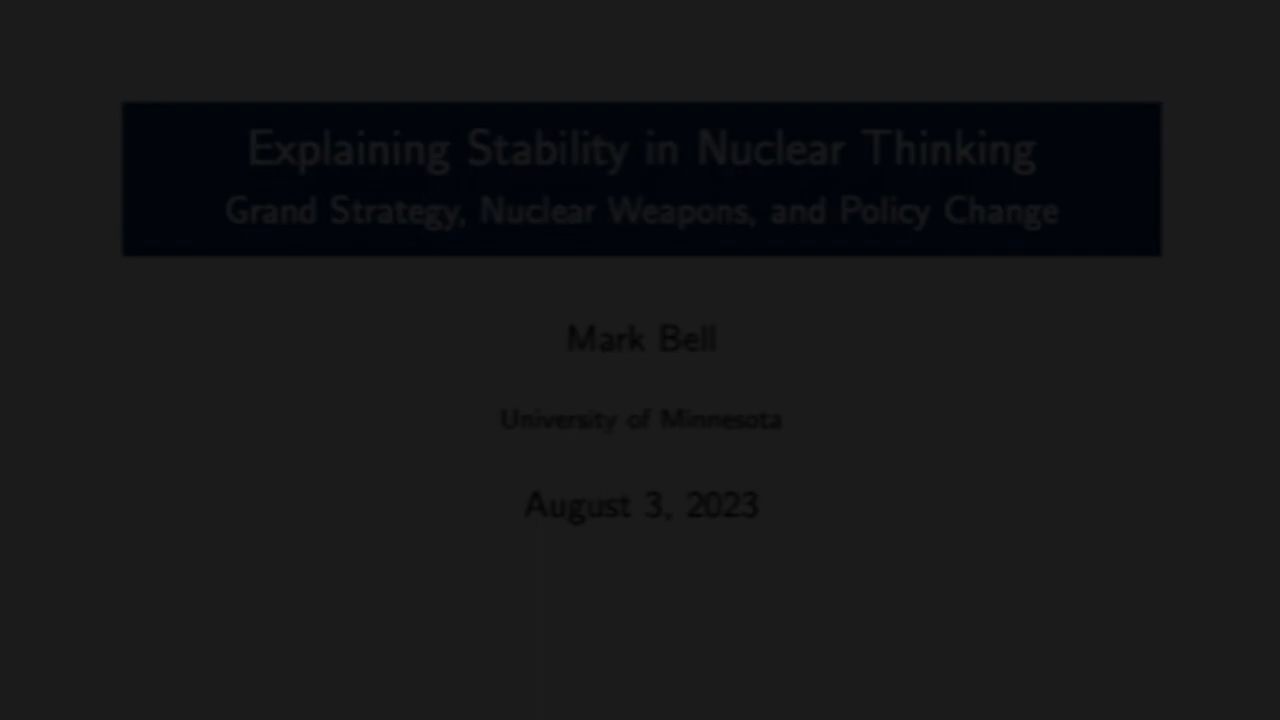 Explaining Stability in Nuclear Thinking
Grand Strategy, Nuclear Weapons, and Policy Change
Mark Bell
University of Minnesota
August 3, 2023